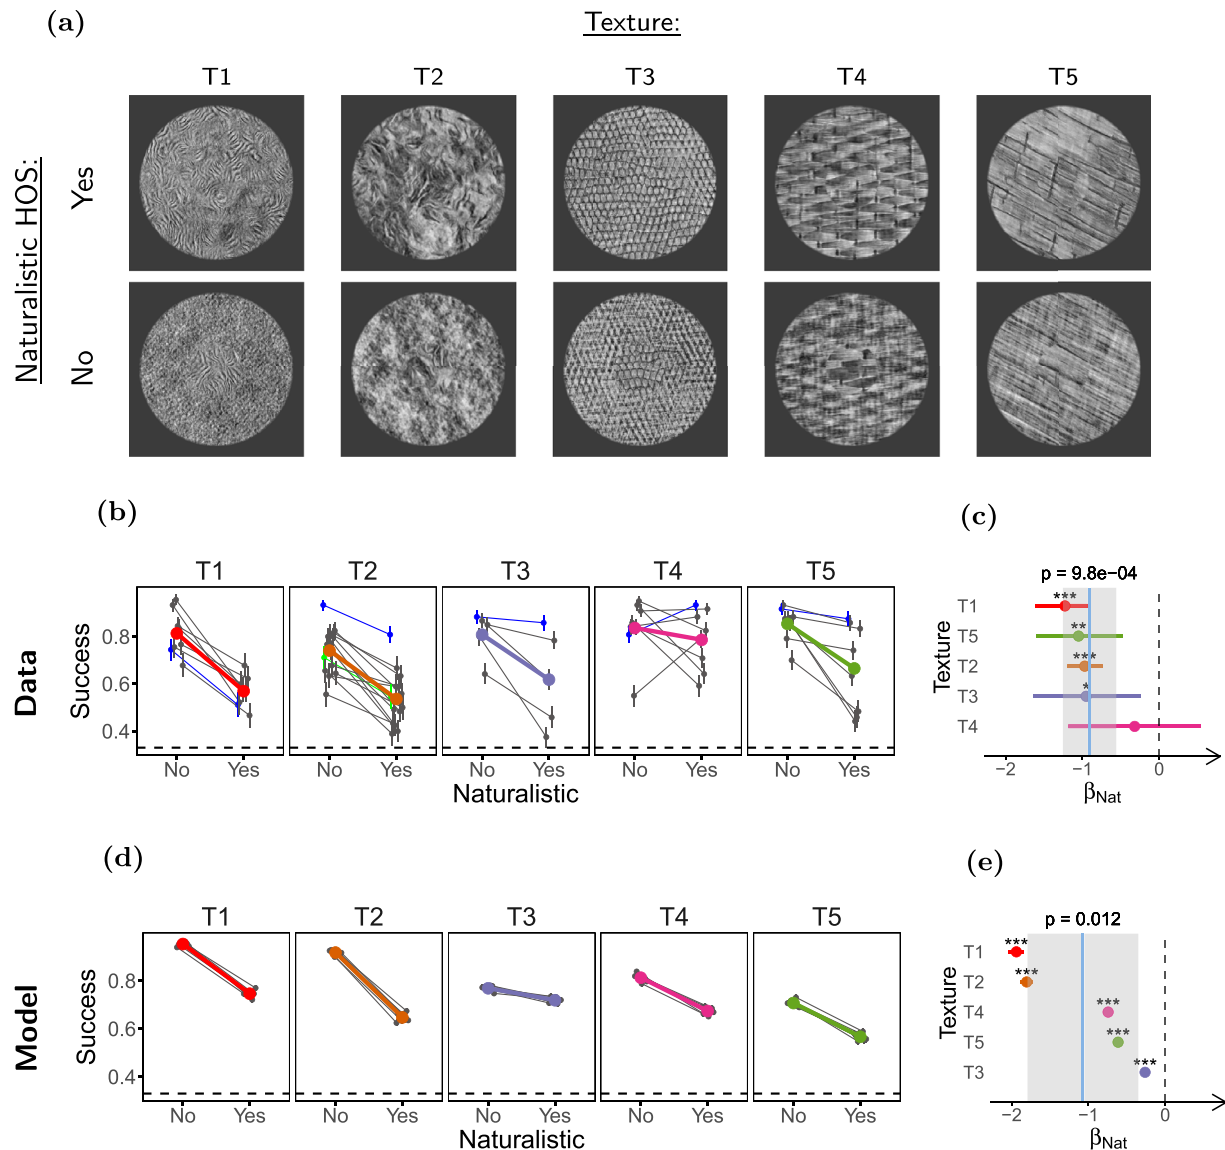 (a)
Texture:
T1 T2 T3 T4 T5
Naturalistic HOS:
Yes
No
(b)
(c)
Data
T1 T2 T3 T4 T5
Success
0.8
0.6
0.4
No Yes No Yes No Yes No Yes No Yes
Naturalistic
p = 9.8e−04
Texture
T1 ***
T5 **
T2 ***
T3 *
T4
−2 −1 0
βNat
(d)
(e)
Model
T1 T2 T3 T4 T5
Success
0.8
0.6
0.4
No Yes No Yes No Yes No Yes No Yes
Naturalistic
p = 0.012
Texture
T1 ***
T2 ***
T4 ***
T5 ***
T3 ***
−2 −1 0
βNat